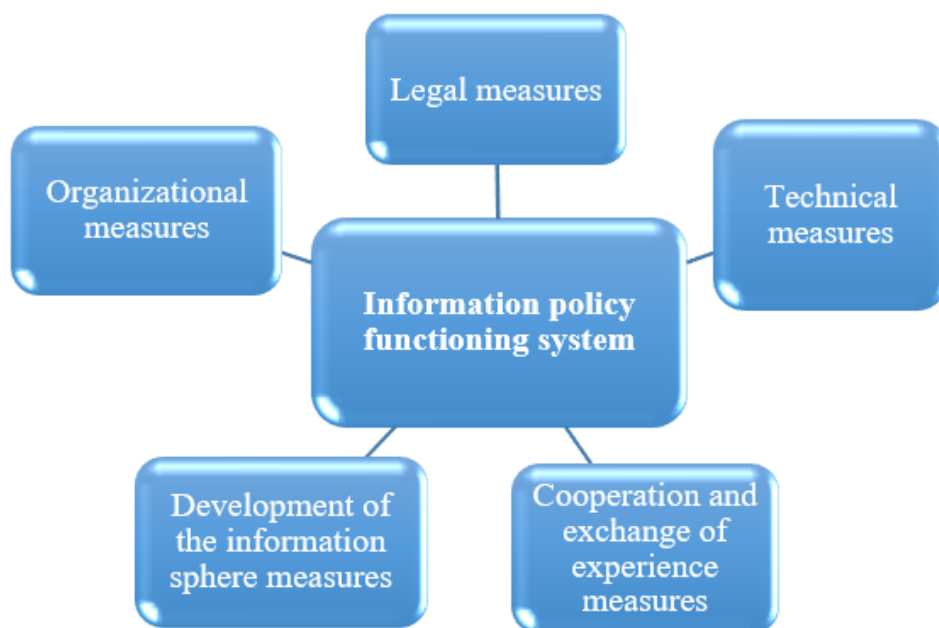 Legal measures
Organizational
measures
Technical
measures
Information policy
functioning system
Development of
the information
sphere measures
Cooperation and
exchange of
experience
measures